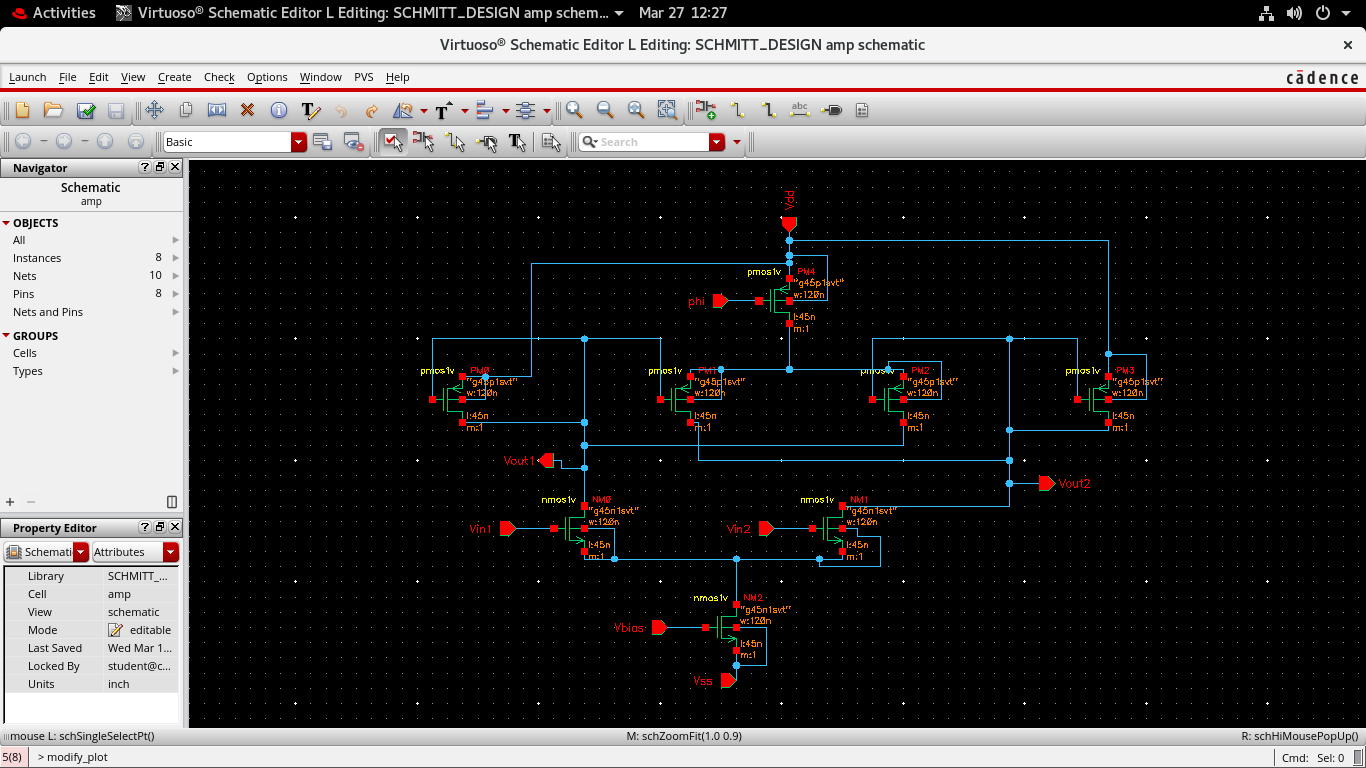 Activities Virtuoso® Schematic Editor L Editing: SCHMITT_DESIGN amp schem... Mar 27 12:27
Virtuoso® Schematic Editor L Editing: SCHMITT_DESIGN amp schematic
Launch File Edit View Create Check Options Window PVS Help cādence
abc
Basic Search
Navigator
Schematic
amp
OBJECTS
All
Instances 8
Nets 10
Pins 8
Nets and Pins
GROUPS
Cells
Types
Property Editor
Schemati Attributes
Library SCHMITT_...
Cell amp
View schematic
Mode editable
Last Saved Wed Mar 1...
Locked By student@c...
Units inch
Vdd
pmos1v PM4
"g45p1svt"
w:120n
phi
l:45n
m:1
pmos1v PM0 pmos1v PM1 pmos1v PM2 pmos1v PM3
"g45p1svt" "g45p1svt" "g45p1svt" "g45p1svt"
w:120n w:120n w:120n w:120n
l:45n l:45n l:45n l:45n
m:1 m:1 m:1 m:1
Vout1
Vout2
nmos1v NM0 nmos1v NM1
"g45n1svt" "g45n1svt"
w:120n w:120n
Vin1 Vin2
l:45n l:45n
m:1 m:1
nmos1v NM2
"g45n1svt"
w:120n
Vbias
l:45n
m:1
Vss
mouse L: schSingleSelectPt() M: schZoomFit(1.0 0.9) R: schHiMousePopUp()
5(8) > modify_plot Cmd: Sel: 0